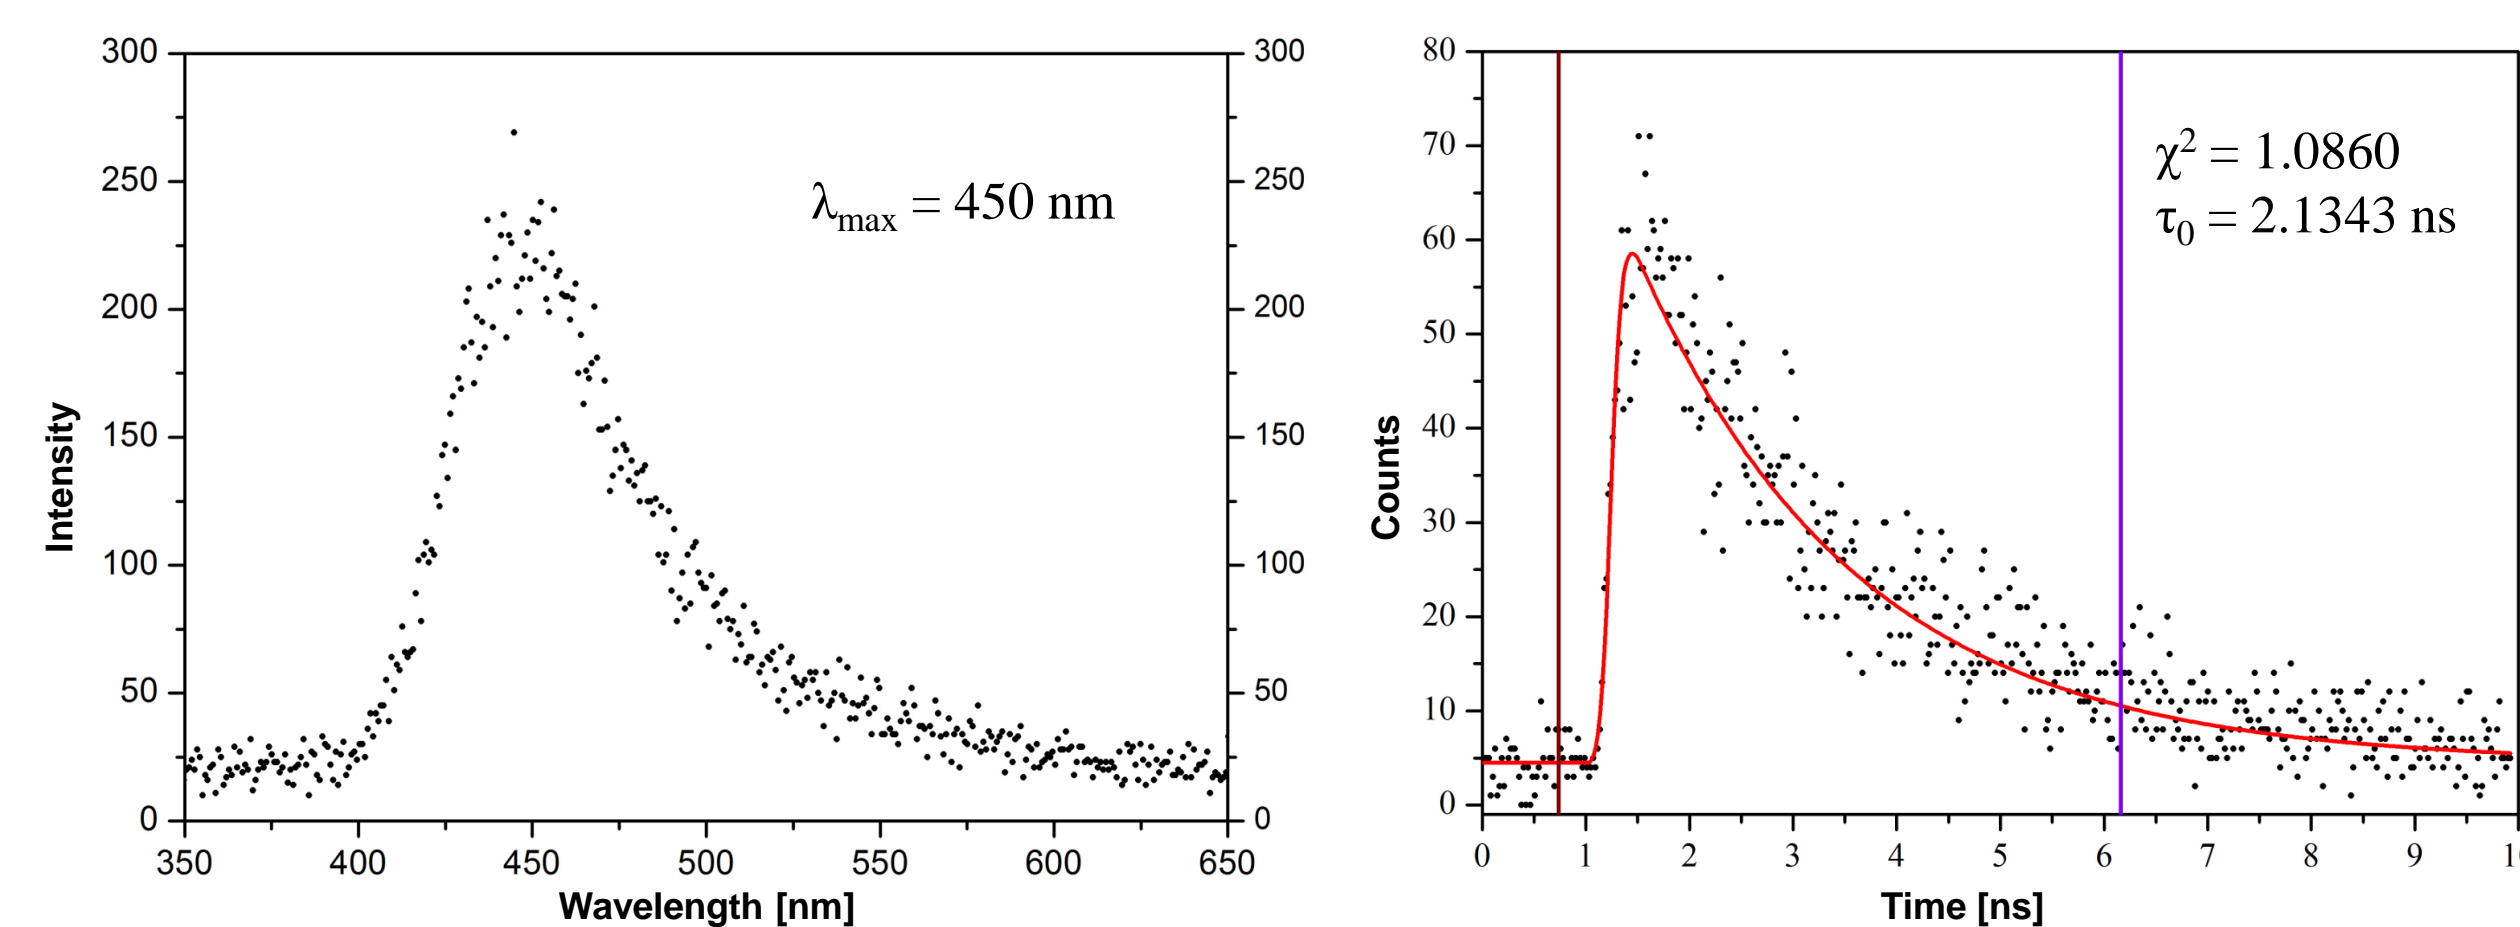 300
250
200
150
100
50
0
300
250
200
150
100
50
0
Intensity
λmax = 450 nm
350 400 450 500 550 600 650
Wavelength [nm]
80
70
60
50
40
30
20
10
0
Counts
χ² = 1.0860
τ₀ = 2.1343 ns
0 1 2 3 4 5 6 7 8 9
Time [ns]